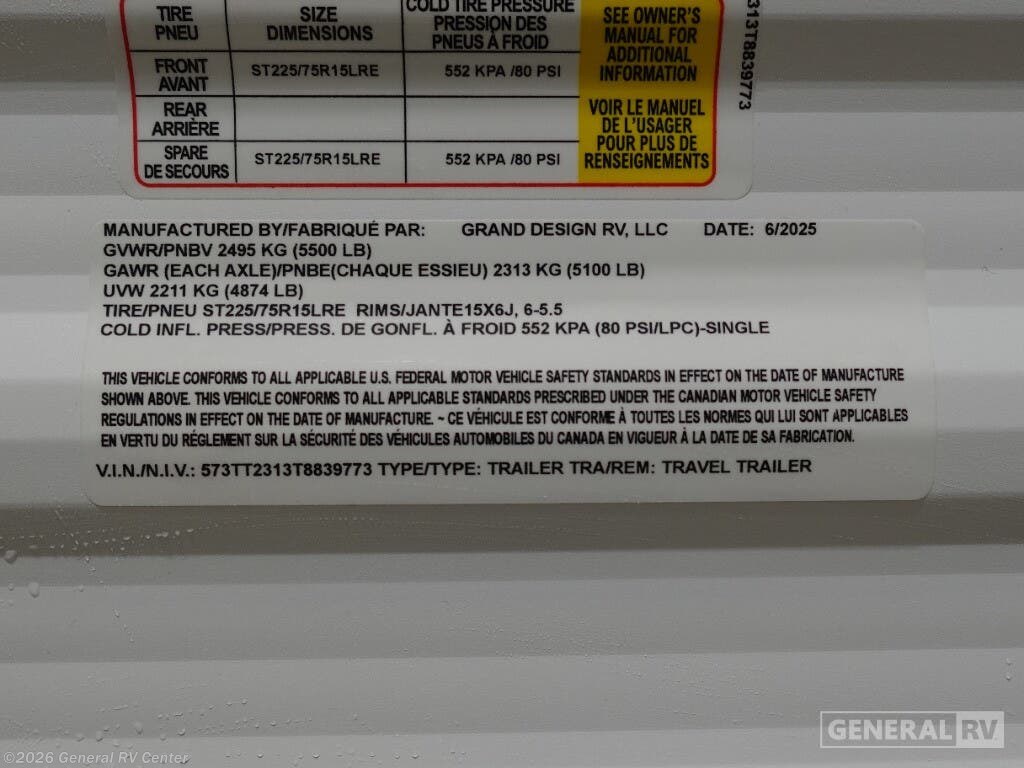 TIRE SIZE COLD TIRE PRESSURE SEE OWNER'S
PNEU DIMENSIONS PRESSION DES MANUAL FOR
PNEUS À FROID ADDITIONAL
INFORMATION
FRONT ST225/75R15LRE 552 KPA /80 PSI
AVANT
REAR VOIR LE MANUEL
ARRIÈRE DE L'USAGER
POUR PLUS DE
RENSEIGNEMENTS
SPARE ST225/75R15LRE 552 KPA /80 PSI
DE SECOURS
313T8839773
MANUFACTURED BY/FABRIQUÉ PAR: GRAND DESIGN RV, LLC DATE: 6/2025
GVWR/PNBV 2495 KG (5500 LB)
GAWR (EACH AXLE)/PNBE(CHAQUE ESSIEU) 2313 KG (5100 LB)
UVW 2211 KG (4874 LB)
TIRE/PNEU ST225/75R15LRE RIMS/JANTE15X6J, 6-5.5
COLD INFL. PRESS/PRESS. DE GONFL. À FROID 552 KPA (80 PSI/LPC)-SINGLE
THIS VEHICLE CONFORMS TO ALL APPLICABLE U.S. FEDERAL MOTOR VEHICLE SAFETY STANDARDS IN EFFECT ON THE DATE OF MANUFACTURE
SHOWN ABOVE. THIS VEHICLE CONFORMS TO ALL APPLICABLE STANDARDS PRESCRIBED UNDER THE CANADIAN MOTOR VEHICLE SAFETY
REGULATIONS IN EFFECT ON THE DATE OF MANUFACTURE. ~ CE VÉHICULE EST CONFORME À TOUTES LES NORMES QUI LUI SONT APPLICABLES
EN VERTU DU RÉGLEMENT SUR LA SÉCURITÉ DES VÉHICULES AUTOMOBILES DU CANADA EN VIGUEUR À LA DATE DE SA FABRICATION.
V.I.N./N.I.V.: 573TT2313T8839773 TYPE/TYPE: TRAILER TRA/REM: TRAVEL TRAILER
GENERAL RV
©2026 General RV Center